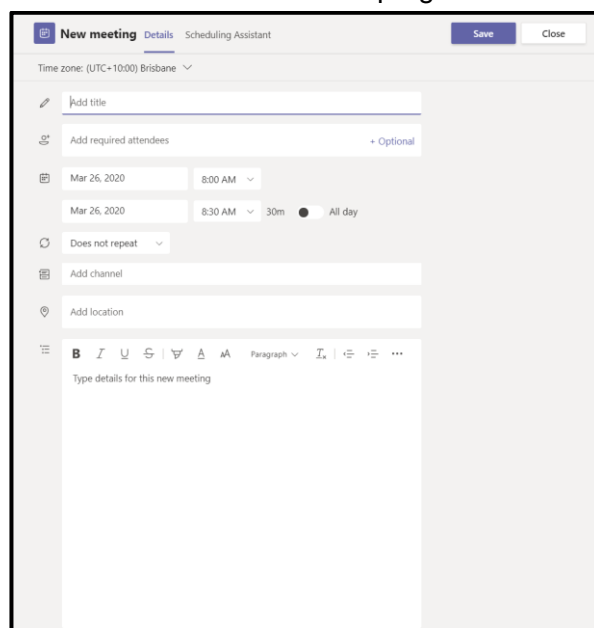 New meeting Details Scheduling Assistant Save Close
Time zone: (UTC+10:00) Brisbane
Add title
Add required attendees + Optional
Mar 26, 2020 8:00 AM
Mar 26, 2020 8:30 AM 30m All day
Does not repeat
Add channel
Add location
B I U S A AA Paragraph
Type details for this new meeting